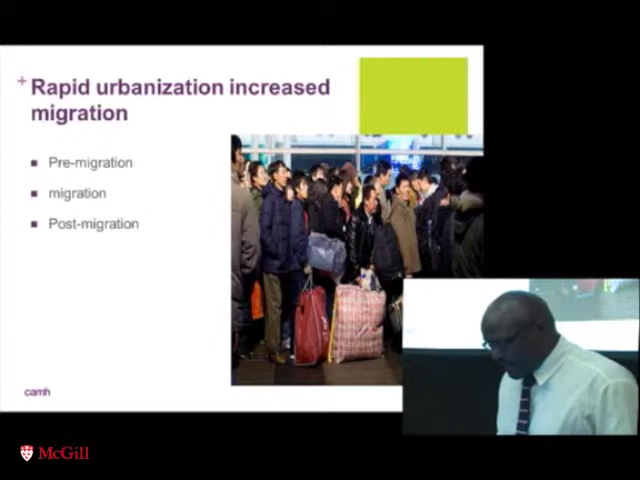 + Rapid urbanization increased
migration
Pre-migration
migration
Post-migration
camh
McGill